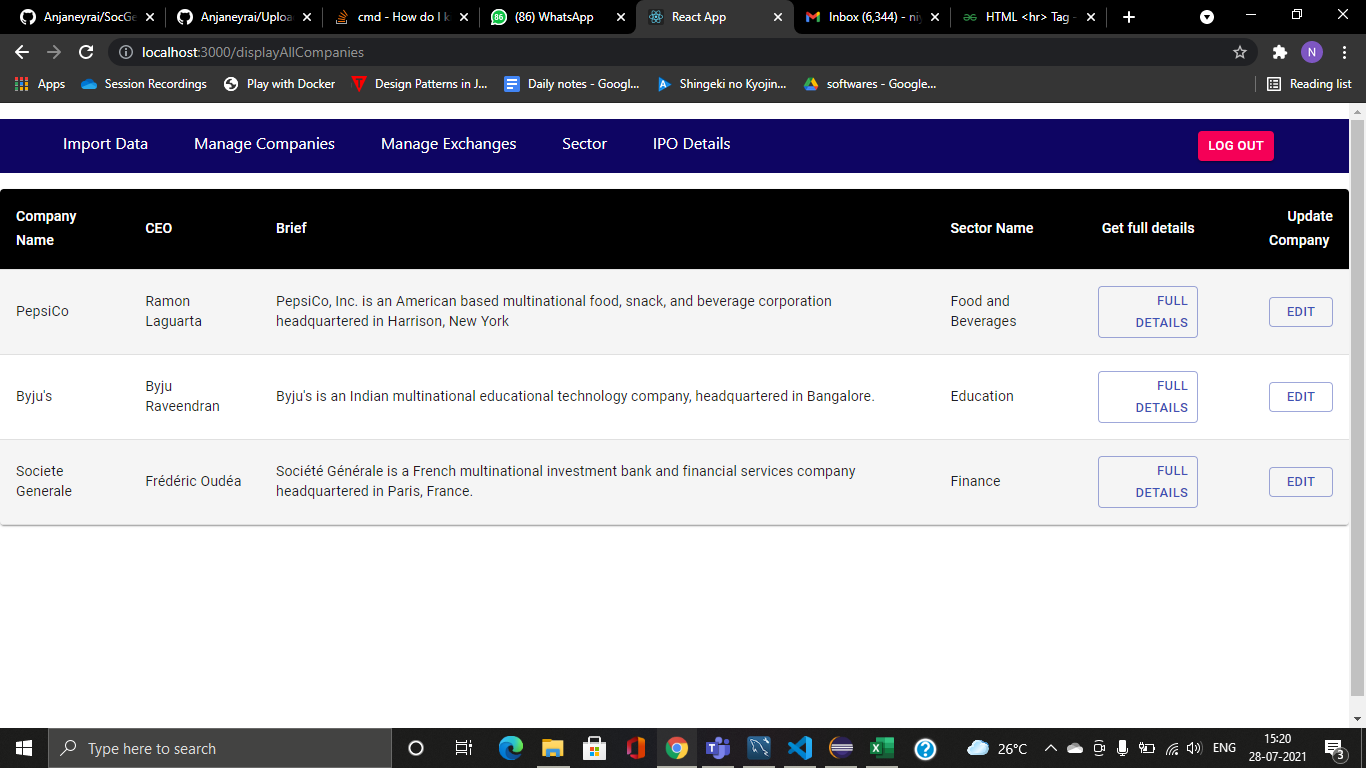 Anjaneyrai/SocGe
Anjaneyrai/Uploa
cmd - How do I k
(86) WhatsApp
React App
Inbox (6,344) - niy
HTML <hr> Tag -
localhost:3000/displayAllCompanies
N
Apps
Session Recordings
Play with Docker
Design Patterns in J...
Daily notes - Googl...
Shingeki no Kyojin...
softwares - Google...
Reading list
Import Data
Manage Companies
Manage Exchanges
Sector
IPO Details
LOG OUT
Company
Name
CEO
Brief
Sector Name
Get full details
Update
Company
PepsiCo
Ramon
Laguarta
PepsiCo, Inc. is an American based multinational food, snack, and beverage corporation
headquartered in Harrison, New York
Food and
Beverages
FULL
DETAILS
EDIT
Byju's
Byju
Raveendran
Byju's is an Indian multinational educational technology company, headquartered in Bangalore.
Education
FULL
DETAILS
EDIT
Societe
Generale
Frédéric Oudéa
Société Générale is a French multinational investment bank and financial services company
headquartered in Paris, France.
Finance
FULL
DETAILS
EDIT
Type here to search
26°C
ENG
15:20
28-07-2021
3